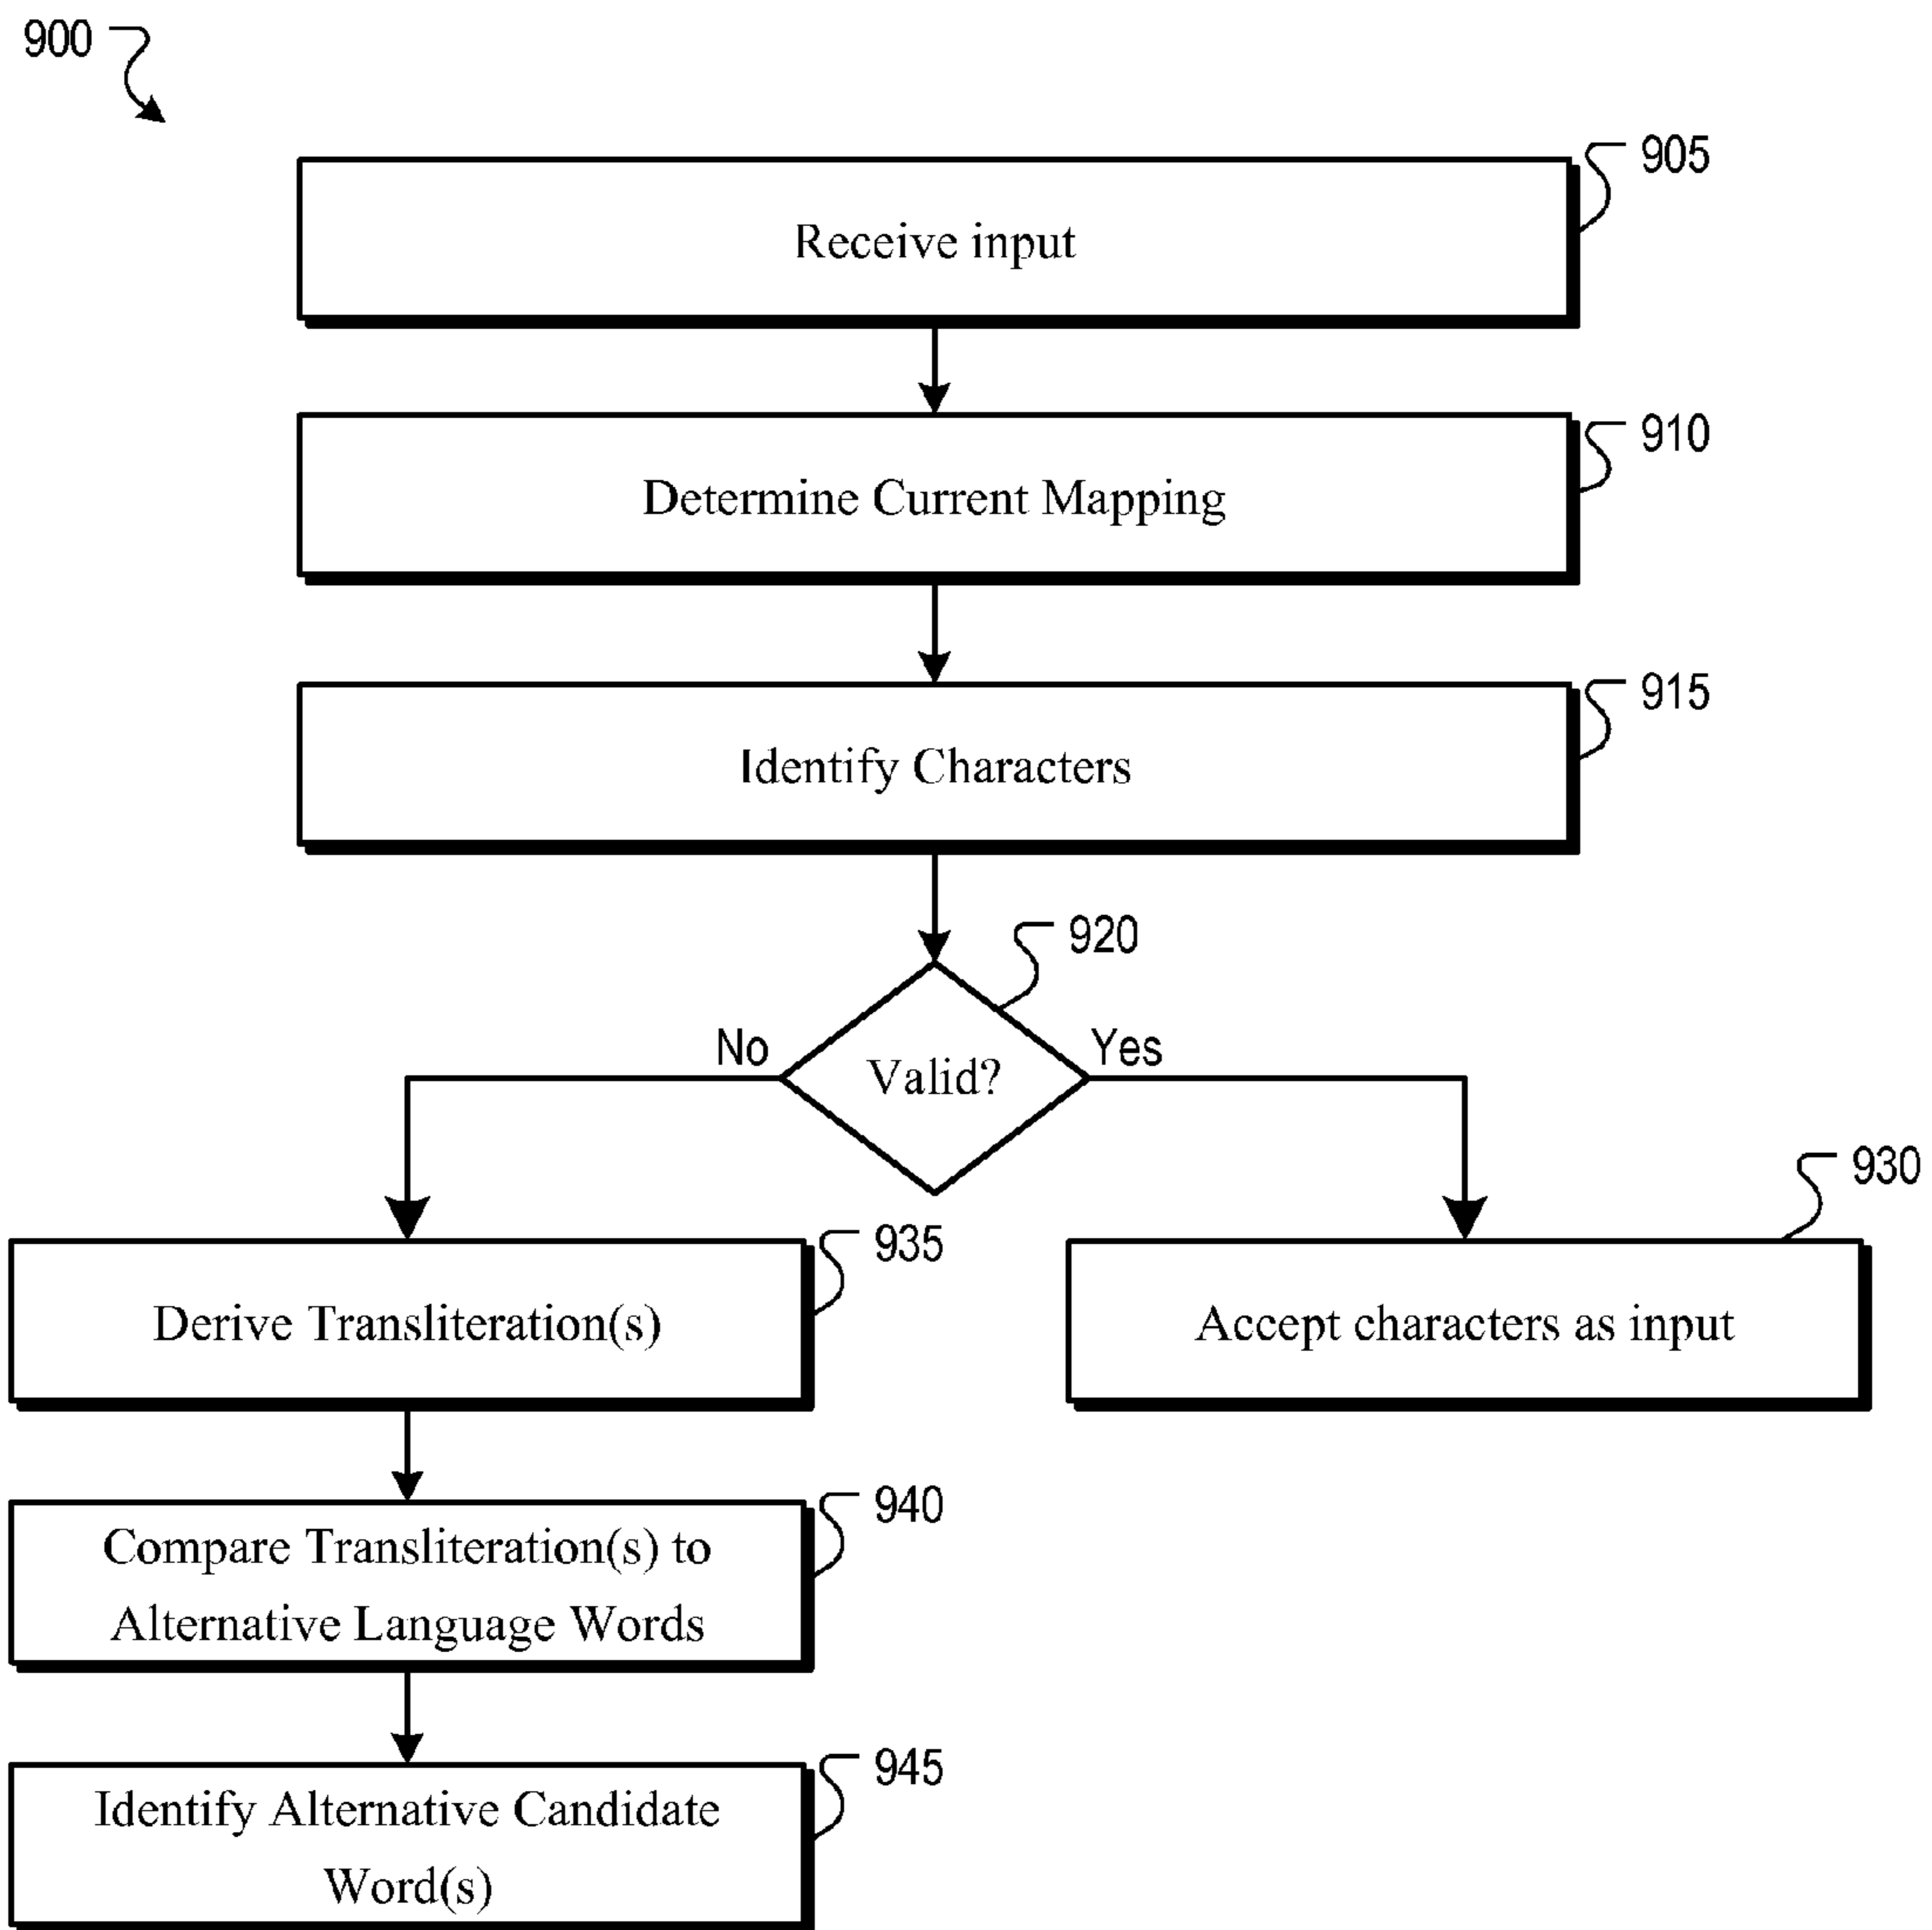 900
905
Receive input
910
Determine Current Mapping
915
Identify Characters
920
No
Yes
Valid?
930
935
Derive Transliteration(s)
Accept characters as input
940
Compare Transliteration(s) to
Alternative Language Words
945
Identify Alternative Candidate
Word(s)